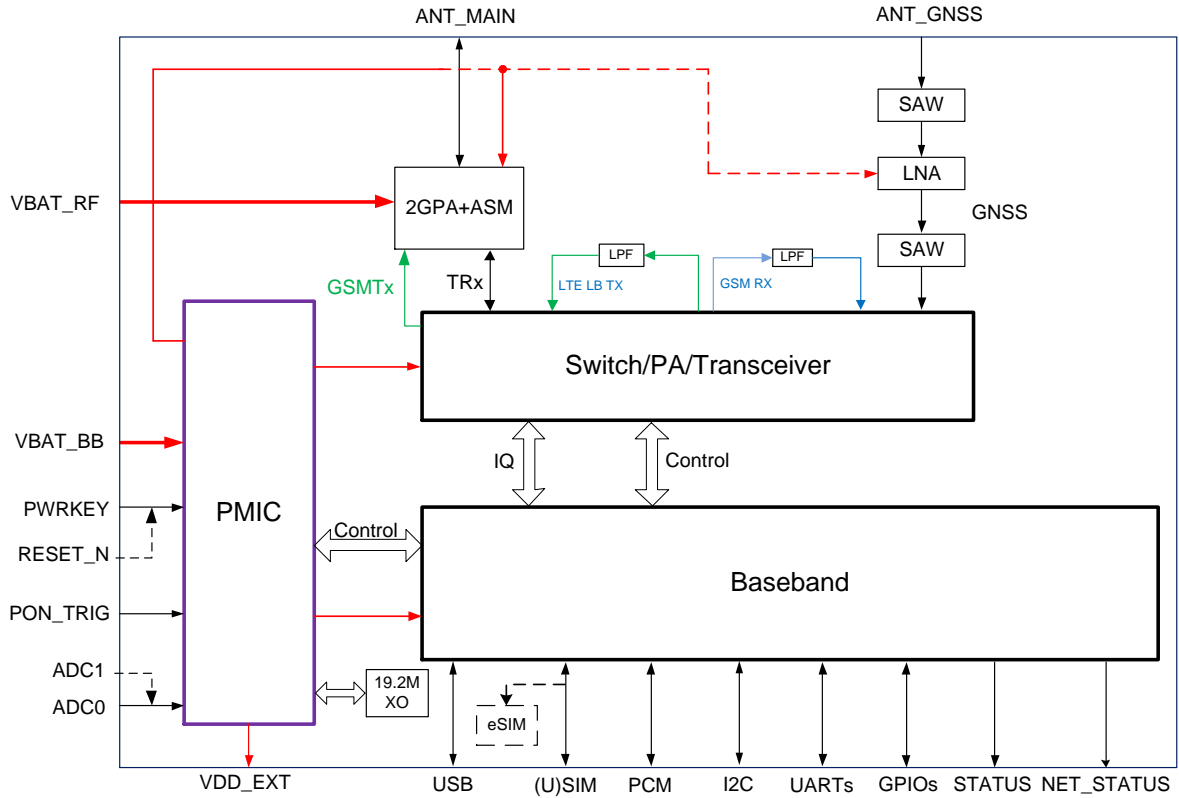 ANT_MAIN
ANT_GNSS
SAW
LNA
VBAT_RF
2GPA+ASM
GNSS
SAW
LPF
LPF
GSMTx
TRx
LTE LB TX
GSM RX
Switch/PA/Transceiver
VBAT_BB
IQ
Control
PWRKEY
PMIC
Control
RESET_N
Baseband
PON_TRIG
ADC1
19.2M
XO
ADC0
eSIM
VDD_EXT
USB
(U)SIM
PCM
I2C
UARTs
GPIOs
STATUS
NET_STATUS